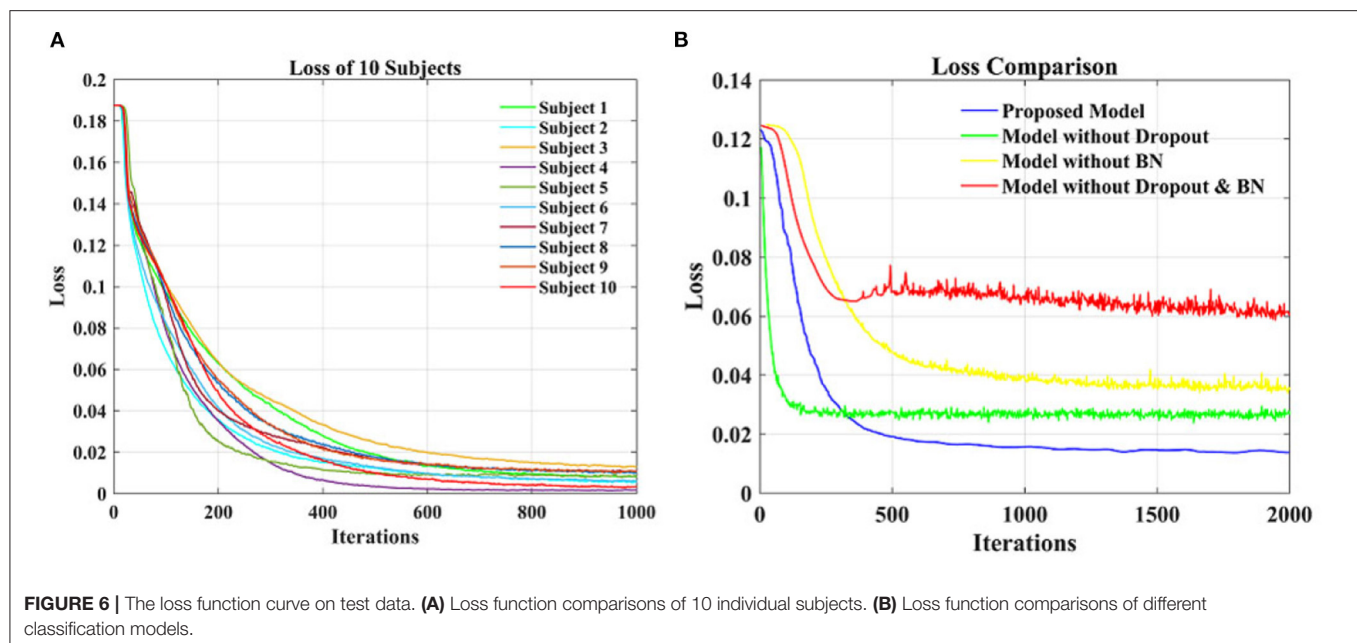 A
Loss of 10 Subjects
0.2
0.18
0.16
0.14
0.12
0.1
0.08
0.06
0.04
0.02
0
Loss
Subject 1
Subject 2
Subject 3
Subject 4
Subject 5
Subject 6
Subject 7
Subject 8
Subject 9
Subject 10
0 200 400 600 800 1000
Iterations
B
Loss Comparison
0.14
0.12
0.1
0.08
0.06
0.04
0.02
0
Loss
Proposed Model
Model without Dropout
Model without BN
Model without Dropout & BN
0 500 1000 1500 2000
Iterations
FIGURE 6 | The loss function curve on test data. (A) Loss function comparisons of 10 individual subjects. (B) Loss function comparisons of different
classification models.